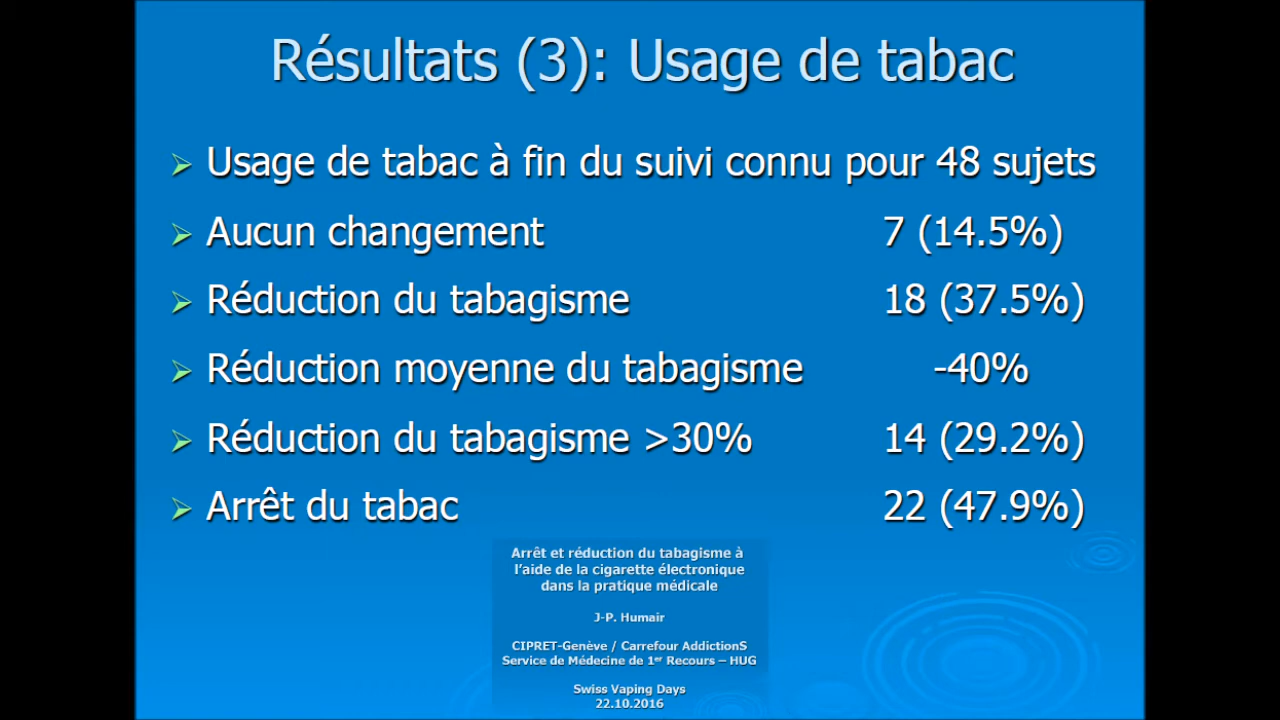 Résultats (3): Usage de tabac
Usage de tabac à fin du suivi connu pour 48 sujets
Aucun changement 7 (14.5%)
Réduction du tabagisme 18 (37.5%)
Réduction moyenne du tabagisme -40%
Réduction du tabagisme >30% 14 (29.2%)
Arrêt du tabac 22 (47.9%)
Arrêt et réduction du tabagisme à
l'aide de la cigarette électronique
dans la pratique médicale
J-P. Humair
CIPRET-Genève / Carrefour AddictionS
Service de Médecine de 1er Recours – HUG
Swiss Vaping Days
22.10.2016